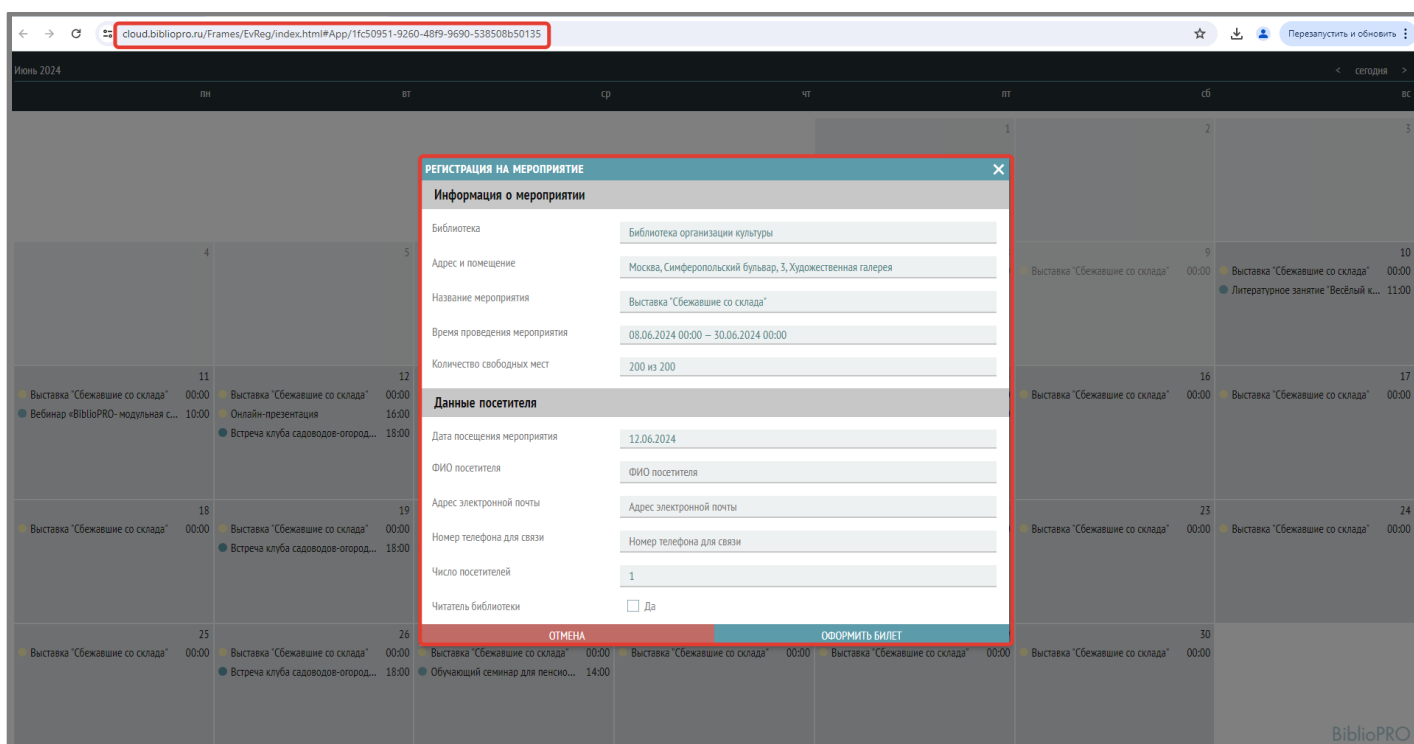 cloud.bibliopro.ru/Frames/EvReg/index.html#App/1fc50951-9260-48f9-9690-538508b50135
Перезапустить и обновить
Июнь 2024
< сегодня >
пн вт ср чт пт сб вс
1 2 3
РЕГИСТРАЦИЯ НА МЕРОПРИЯТИЕ
Информация о мероприятии
Библиотека Библиотека организации культуры
Адрес и помещение Москва, Симферопольский бульвар, 3, Художественная галерея
Название мероприятия Выставка "Сбежавшие со склада"
Время проведения мероприятия 08.06.2024 00:00 — 30.06.2024 00:00
Количество свободных мест 200 из 200
Данные посетителя
Дата посещения мероприятия 12.06.2024
ФИО посетителя ФИО посетителя
Адрес электронной почты Адрес электронной почты
Номер телефона для связи Номер телефона для связи
Число посетителей 1
Читатель библиотеки Да
ОТМЕНА ОФОРМИТЬ БИЛЕТ
4 5 9 10
Выставка "Сбежавшие со склада" 00:00 Выставка "Сбежавшие со склада" 00:00
Литературное занятие "Весёлый к... 11:00
11 12 16 17
Выставка "Сбежавшие со склада" 00:00 Выставка "Сбежавшие со склада" 00:00 Выставка "Сбежавшие со склада" 00:00 Выставка "Сбежавшие со склада" 00:00
Вебинар «BiblioPRO- модульная с... 10:00 Онлайн-презентация 16:00
Встреча клуба садоводов-огород... 18:00
18 19 23 24
Выставка "Сбежавшие со склада" 00:00 Выставка "Сбежавшие со склада" 00:00 Выставка "Сбежавшие со склада" 00:00 Выставка "Сбежавшие со склада" 00:00
Встреча клуба садоводов-огород... 18:00
25 26 30
Выставка "Сбежавшие со склада" 00:00 Выставка "Сбежавшие со склада" 00:00 Выставка "Сбежавшие со склада" 00:00 Выставка "Сбежавшие со склада" 00:00 Выставка "Сбежавшие со склада" 00:00 Выставка "Сбежавшие со склада" 00:00
Встреча клуба садоводов-огород... 18:00 Обучающий семинар для пенсио... 14:00
BiblioPRO